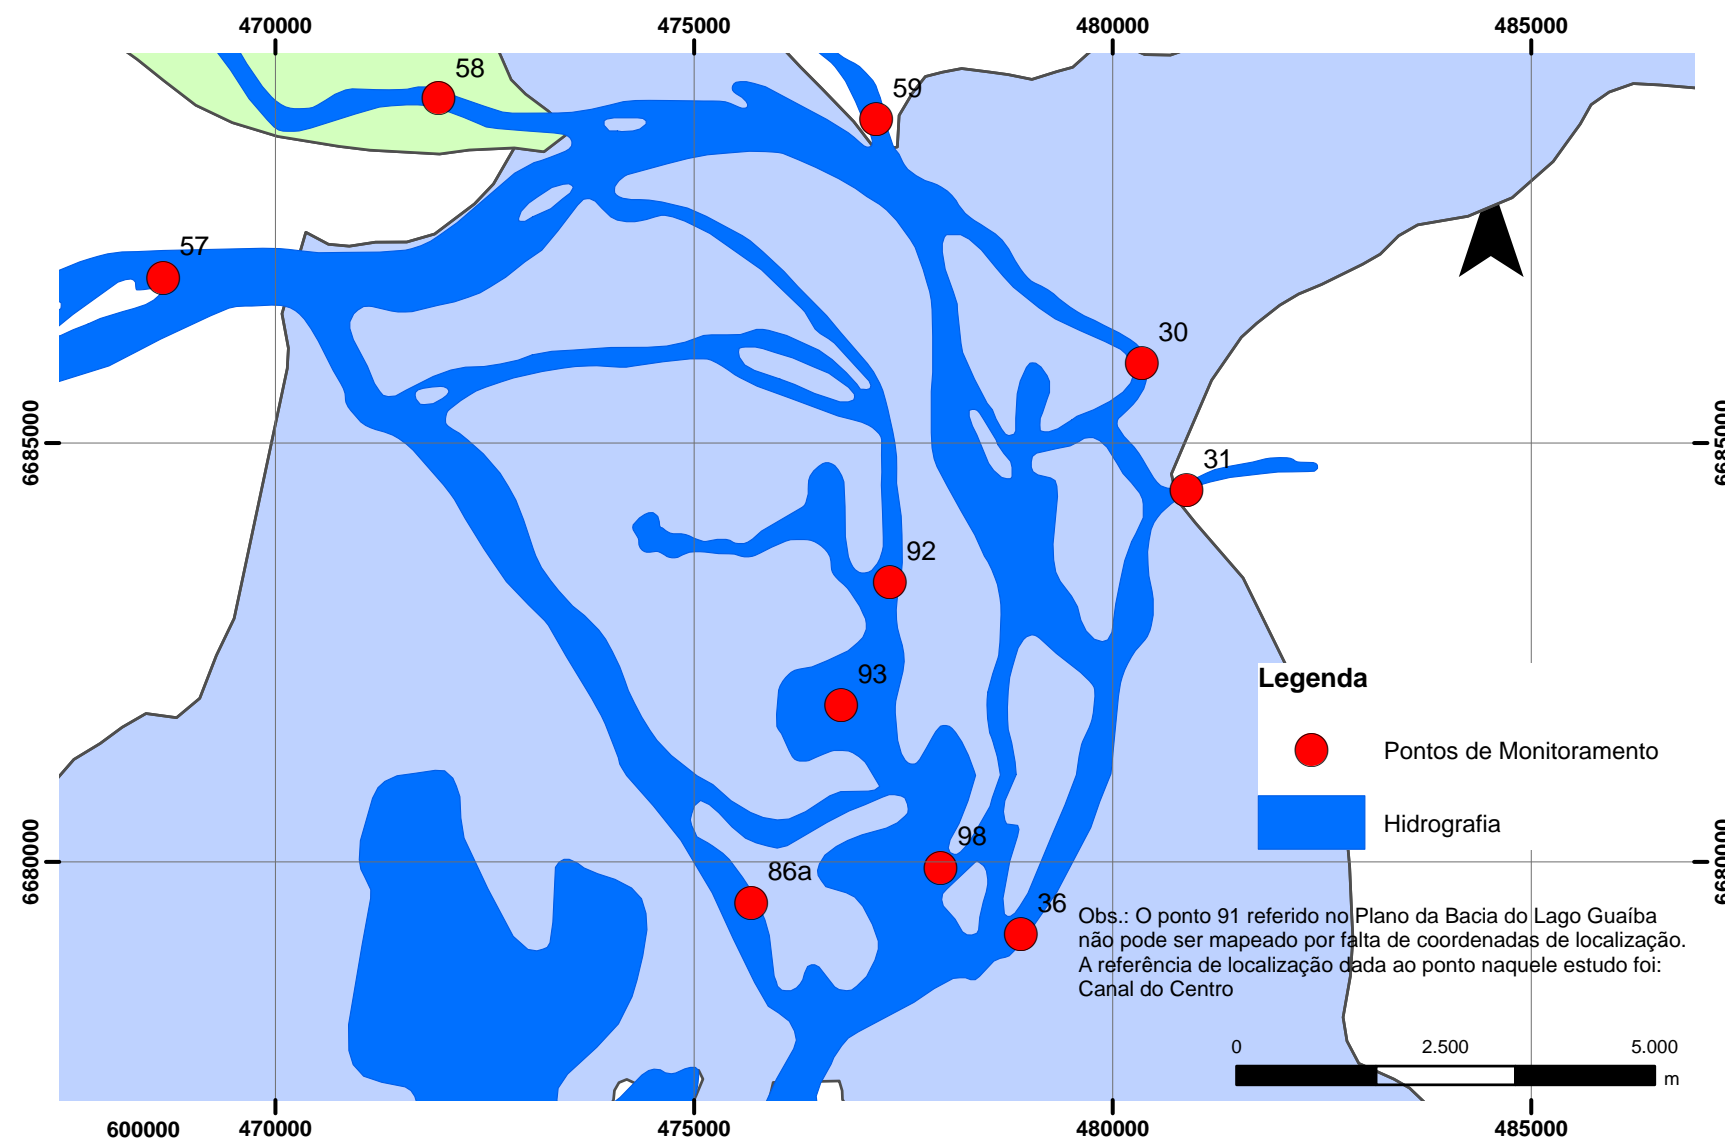 470000 475000 480000 485000
58
59
57
30
6685000 6685000
31
92
93
Legenda
Pontos de Monitoramento
Hidrografia
98
6680000 6680000
86a
36
Obs.: O ponto 91 referido no Plano da Bacia do Lago Guaíba
não pode ser mapeado por falta de coordenadas de localização.
A referência de localização dada ao ponto naquele estudo foi:
Canal do Centro
0 2.500 5.000
m
600000 470000 475000 480000 485000